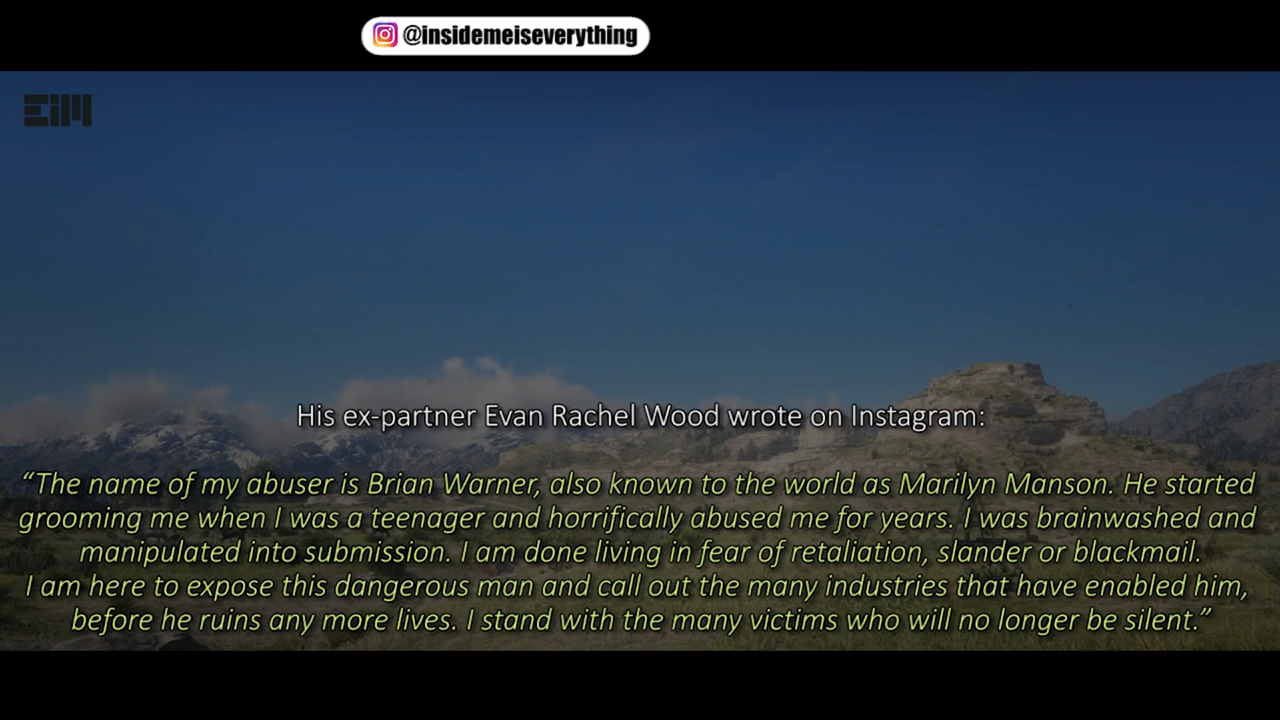 @insidemeiseverything
EiM
His ex-partner Evan Rachel Wood wrote on Instagram:
“The name of my abuser is Brian Warner, also known to the world as Marilyn Manson. He started
grooming me when I was a teenager and horrifically abused me for years. I was brainwashed and
manipulated into submission. I am done living in fear of retaliation, slander or blackmail.
I am here to expose this dangerous man and call out the many industries that have enabled him,
before he ruins any more lives. I stand with the many victims who will no longer be silent.”